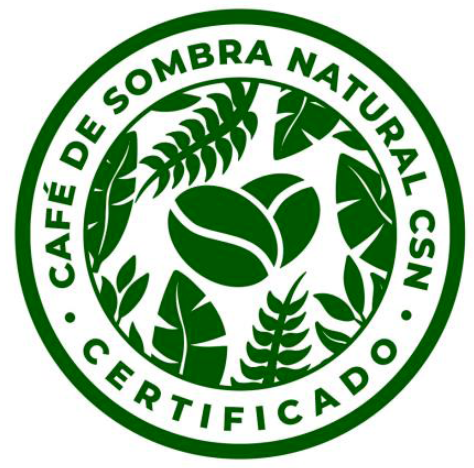 CAFÉ DE SOMBRA NATURAL CSN
CERTIFICADO